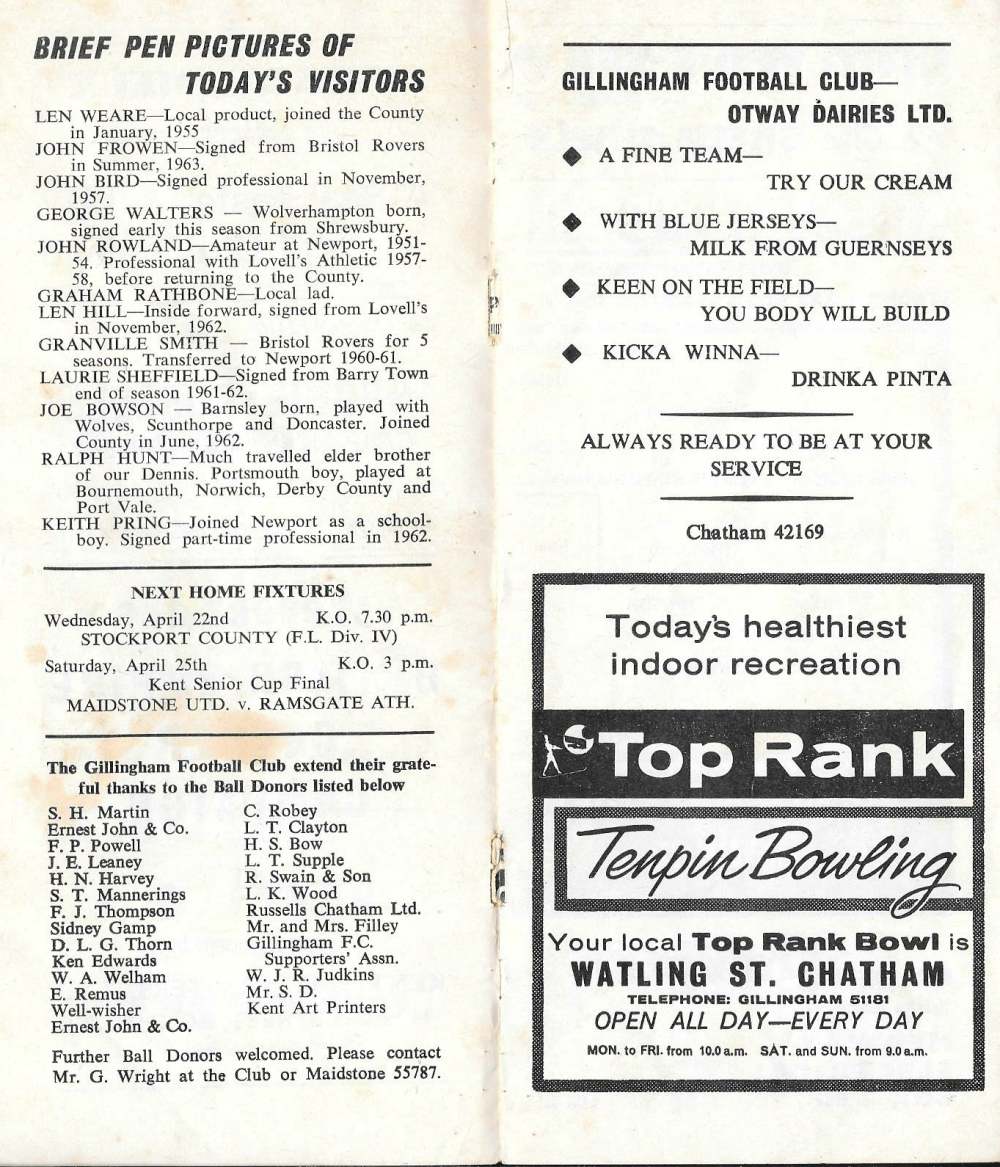 BRIEF PEN PICTURES OF
TODAY'S VISITORS
LEN WEARE—Local product, joined the County
in January, 1955
JOHN FROWEN—Signed from Bristol Rovers
in Summer, 1963.
JOHN BIRD—Signed professional in November,
1957.
GEORGE WALTERS — Wolverhampton born,
signed early this season from Shrewsbury.
JOHN ROWLAND—Amateur at Newport, 1951-
54. Professional with Lovell's Athletic 1957-
58, before returning to the County.
GRAHAM RATHBONE—Local lad.
LEN HILL—Inside forward, signed from Lovell's
in November, 1962.
GRANVILLE SMITH — Bristol Rovers for 5
seasons. Transferred to Newport 1960-61.
LAURIE SHEFFIELD—Signed from Barry Town
end of season 1961-62.
JOE BOWSON — Barnsley born, played with
Wolves, Scunthorpe and Doncaster. Joined
County in June, 1962.
RALPH HUNT—Much travelled elder brother
of our Dennis. Portsmouth boy, played at
Bournemouth, Norwich, Derby County and
Port Vale.
KEITH PRING—Joined Newport as a school-
boy. Signed part-time professional in 1962.
NEXT HOME FIXTURES
Wednesday, April 22nd K.O. 7.30 p.m.
STOCKPORT COUNTY (F.L. Div. IV)
Saturday, April 25th K.O. 3 p.m.
Kent Senior Cup Final
MAIDSTONE UTD. v. RAMSGATE ATH.
The Gillingham Football Club extend their grate-
ful thanks to the Ball Donors listed below
S. H. Martin
Ernest John & Co.
F. P. Powell
J. E. Leaney
H. N. Harvey
S. T. Mannerings
F. J. Thompson
Sidney Gamp
D. L. G. Thorn
Ken Edwards
W. A. Welham
E. Remus
Well-wisher
Ernest John & Co.
C. Robey
L. T. Clayton
H. S. Bow
L. T. Supple
R. Swain & Son
L. K. Wood
Russells Chatham Ltd.
Mr. and Mrs. Filley
Gillingham F.C.
Supporters' Assn.
W. J. R. Judkins
Mr. S. D.
Kent Art Printers
Further Ball Donors welcomed. Please contact
Mr. G. Wright at the Club or Maidstone 55787.
GILLINGHAM FOOTBALL CLUB—
OTWAY DAIRIES LTD.
◆ A FINE TEAM—
TRY OUR CREAM
◆ WITH BLUE JERSEYS—
MILK FROM GUERNSEYS
◆ KEEN ON THE FIELD—
YOU BODY WILL BUILD
◆ KICKA WINNA—
DRINKA PINTA
ALWAYS READY TO BE AT YOUR
SERVICE
Chatham 42169
Today's healthiest
indoor recreation
Top Rank
Tenpin Bowling
Your local Top Rank Bowl is
WATLING ST. CHATHAM
TELEPHONE: GILLINGHAM 51181
OPEN ALL DAY—EVERY DAY
MON. to FRI. from 10.0 a.m. SAT. and SUN. from 9.0 a.m.